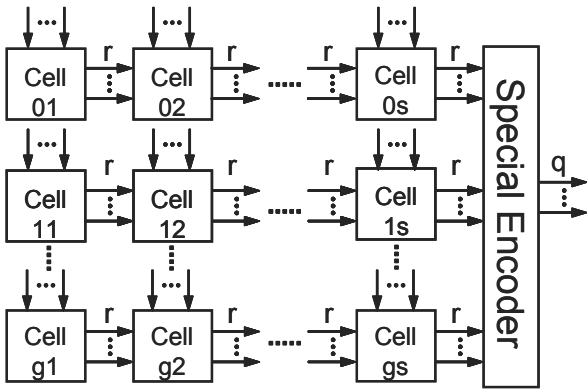 r r r r
Cell 01
Cell 02
Cell 0s
r r r r
Cell 11
Cell 12
Cell 1s
r r r r
Cell g1
Cell g2
Cell gs
Special Encoder
q